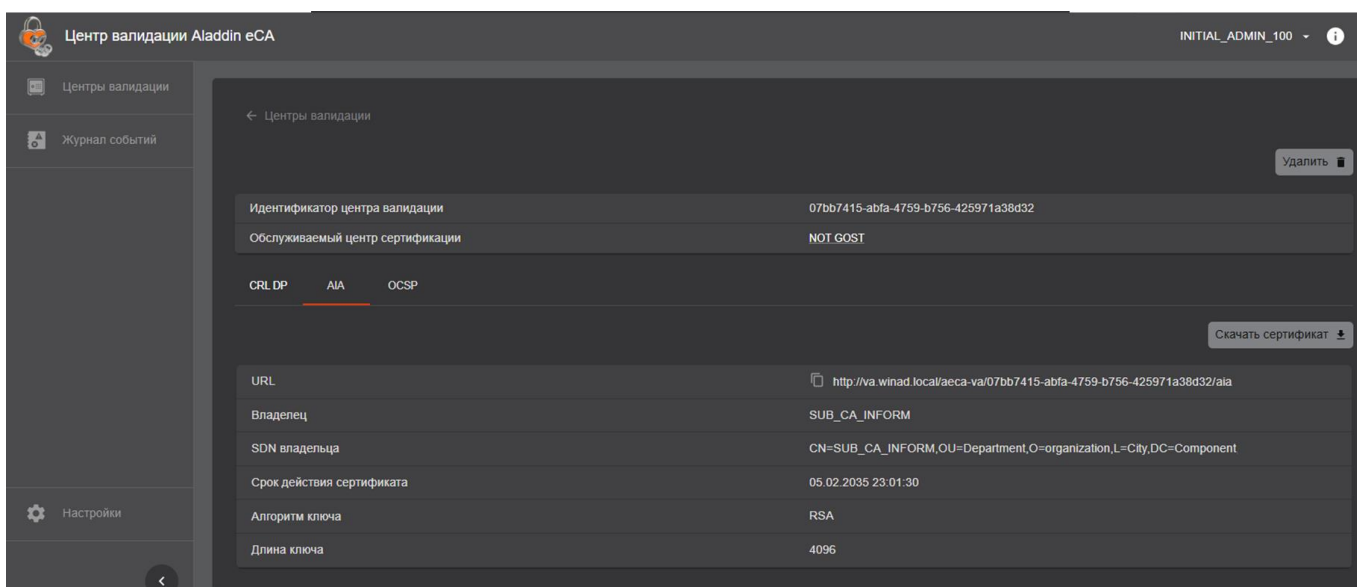 Центр валидации Aladdin eCA
INITIAL_ADMIN_100
Центры валидации
Журнал событий
Центры валидации
Удалить
Идентификатор центра валидации 07bb7415-abfa-4759-b756-425971a38d32
Обслуживаемый центр сертификации NOT GOST
CRL DP AIA OCSP
Скачать сертификат
URL http://va.winad.local/aeca-va/07bb7415-abfa-4759-b756-425971a38d32/aia
Владелец SUB_CA_INFORM
SDN владельца CN=SUB_CA_INFORM,OU=Department,O=organization,L=City,DC=Component
Срок действия сертификата 05.02.2035 23:01:30
Алгоритм ключа RSA
Длина ключа 4096
Настройки